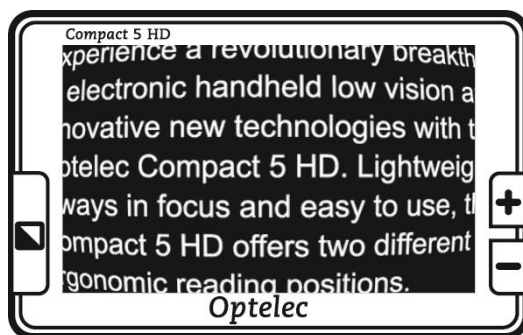 Compact 5 HD
xperience a revolutionary breakth
electronic handheld low vision a
novative new technologies with t
ptelec Compact 5 HD. Lightweig
ways in focus and easy to use, th
ompact 5 HD offers two different
rgonomic reading positions.
+
−
Optelec